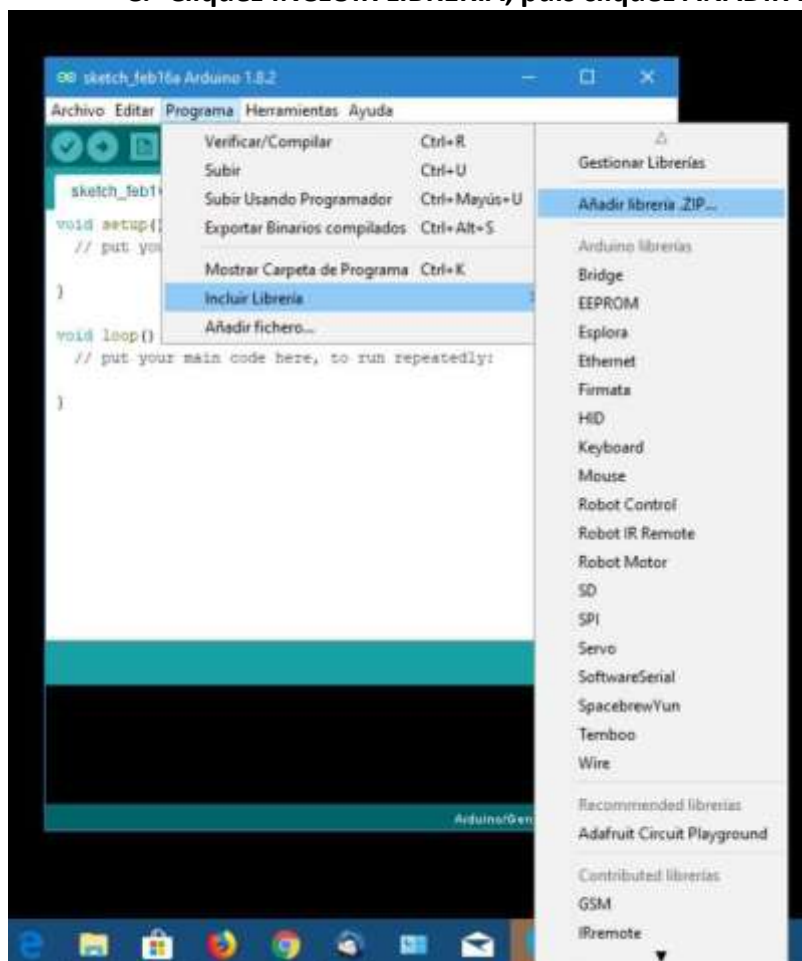 sketch_feb16a Arduino 1.8.2
Archivo Editar Programa Herramientas Ayuda
Verificar/Compilar Ctrl+R
Subir Ctrl+U
Subir Usando Programador Ctrl+Mayús+U
Exportar Binarios compilados Ctrl+Alt+S
Mostrar Carpeta de Programa Ctrl+K
Incluir Librería
Añadir fichero...
void setup()
// put you
}
void loop()
// put your main code here, to run repeatedly:
}
Gestionar Librerías
Añadir librería .ZIP...
Arduino librerías
Bridge
EEPROM
Esplora
Ethernet
Firmata
HID
Keyboard
Mouse
Robot Control
Robot IR Remote
Robot Motor
SD
SPI
Servo
SoftwareSerial
SpacebrewYun
Temboo
Wire
Recommended librerías
Adafruit Circuit Playground
Contributed librerías
GSM
IRremote
Arduino/Gen